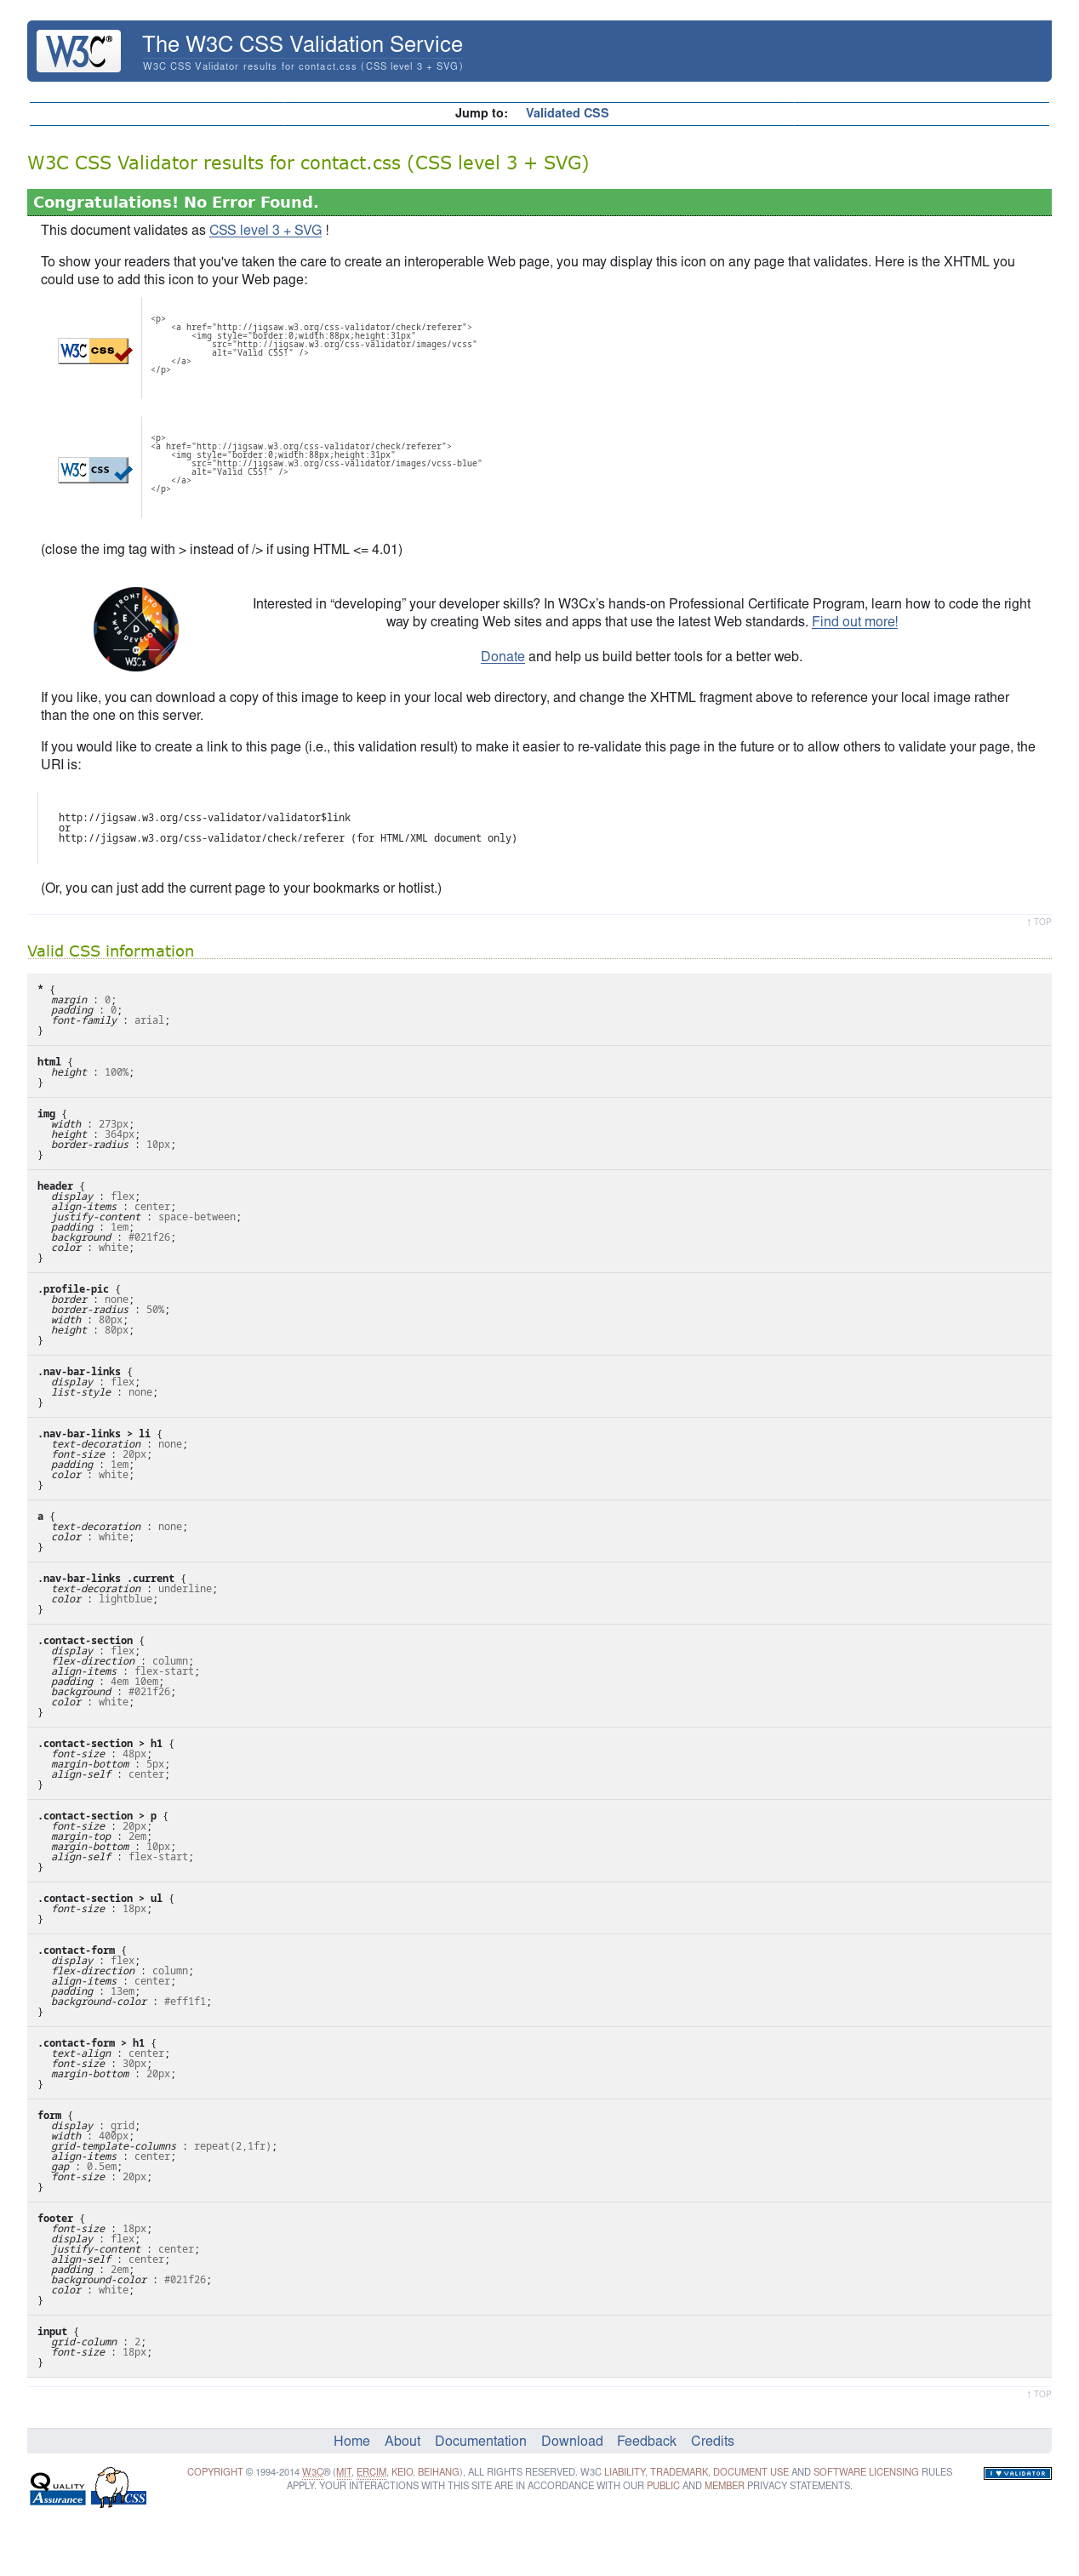 W3C®
The W3C CSS Validation Service
W3C CSS Validator results for contact.css (CSS level 3 + SVG)
Jump to: Validated CSS
W3C CSS Validator results for contact.css (CSS level 3 + SVG)
Congratulations! No Error Found.
This document validates as CSS level 3 + SVG !
To show your readers that you've taken the care to create an interoperable Web page, you may display this icon on any page that validates. Here is the XHTML you
could use to add this icon to your Web page:
W3C css
<p>
<a href="http://jigsaw.w3.org/css-validator/check/referer">
<img style="border:0;width:88px;height:31px"
src="http://jigsaw.w3.org/css-validator/images/vcss"
alt="Valid CSS!" />
</a>
</p>
W3C css
<p>
<a href="http://jigsaw.w3.org/css-validator/check/referer">
<img style="border:0;width:88px;height:31px"
src="http://jigsaw.w3.org/css-validator/images/vcss-blue"
alt="Valid CSS!" />
</a>
</p>
(close the img tag with > instead of /> if using HTML <= 4.01)
FRONT END
F E W D
WEB DEVELOPER
BY
W3Cx
Interested in “developing” your developer skills? In W3Cx’s hands-on Professional Certificate Program, learn how to code the right
way by creating Web sites and apps that use the latest Web standards. Find out more!
Donate and help us build better tools for a better web.
If you like, you can download a copy of this image to keep in your local web directory, and change the XHTML fragment above to reference your local image rather
than the one on this server.
If you would like to create a link to this page (i.e., this validation result) to make it easier to re-validate this page in the future or to allow others to validate your page, the
URI is:
http://jigsaw.w3.org/css-validator/validator$link
or
http://jigsaw.w3.org/css-validator/check/referer (for HTML/XML document only)
(Or, you can just add the current page to your bookmarks or hotlist.)
↑ TOP
Valid CSS information
* {
margin : 0;
padding : 0;
font-family : arial;
}
html {
height : 100%;
}
img {
width : 273px;
height : 364px;
border-radius : 10px;
}
header {
display : flex;
align-items : center;
justify-content : space-between;
padding : 1em;
background : #021f26;
color : white;
}
.profile-pic {
border : none;
border-radius : 50%;
width : 80px;
height : 80px;
}
.nav-bar-links {
display : flex;
list-style : none;
}
.nav-bar-links > li {
text-decoration : none;
font-size : 20px;
padding : 1em;
color : white;
}
a {
text-decoration : none;
color : white;
}
.nav-bar-links .current {
text-decoration : underline;
color : lightblue;
}
.contact-section {
display : flex;
flex-direction : column;
align-items : flex-start;
padding : 4em 10em;
background : #021f26;
color : white;
}
.contact-section > h1 {
font-size : 48px;
margin-bottom : 5px;
align-self : center;
}
.contact-section > p {
font-size : 20px;
margin-top : 2em;
margin-bottom : 10px;
align-self : flex-start;
}
.contact-section > ul {
font-size : 18px;
}
.contact-form {
display : flex;
flex-direction : column;
align-items : center;
padding : 13em;
background-color : #eff1f1;
}
.contact-form > h1 {
text-align : center;
font-size : 30px;
margin-bottom : 20px;
}
form {
display : grid;
width : 400px;
grid-template-columns : repeat(2,1fr);
align-items : center;
gap : 0.5em;
font-size : 20px;
}
footer {
font-size : 18px;
display : flex;
justify-content : center;
align-self : center;
padding : 2em;
background-color : #021f26;
color : white;
}
input {
grid-column : 2;
font-size : 18px;
}
↑ TOP
Home About Documentation Download Feedback Credits
QUALITY
Assurance
CSS
COPYRIGHT © 1994-2014 W3C® (MIT, ERCIM, KEIO, BEIHANG), ALL RIGHTS RESERVED. W3C LIABILITY, TRADEMARK, DOCUMENT USE AND SOFTWARE LICENSING RULES
APPLY. YOUR INTERACTIONS WITH THIS SITE ARE IN ACCORDANCE WITH OUR PUBLIC AND MEMBER PRIVACY STATEMENTS.
I ♥ VALIDATOR